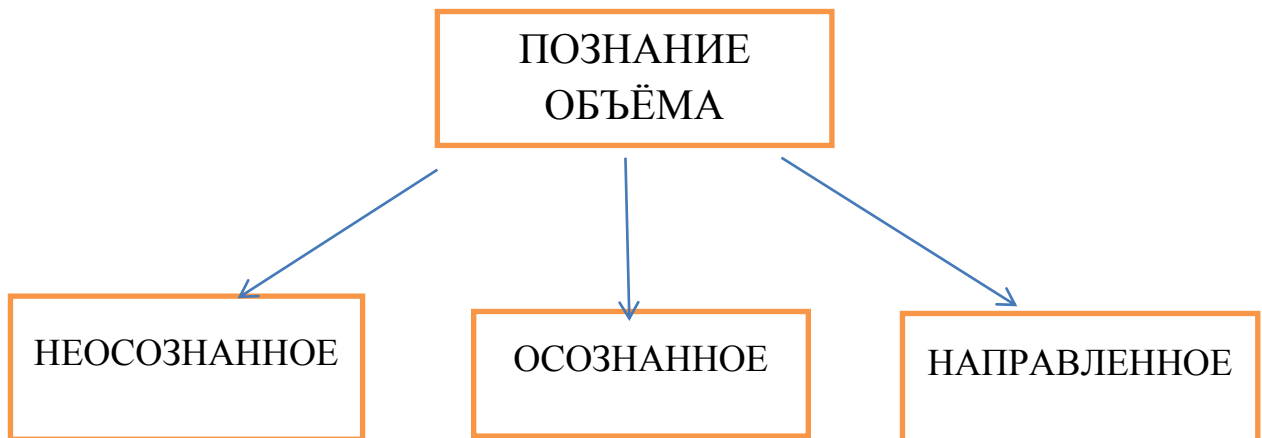 ПОЗНАНИЕ
ОБЪЁМА
НЕОСОЗНАННОЕ
ОСОЗНАННОЕ
НАПРАВЛЕННОЕ